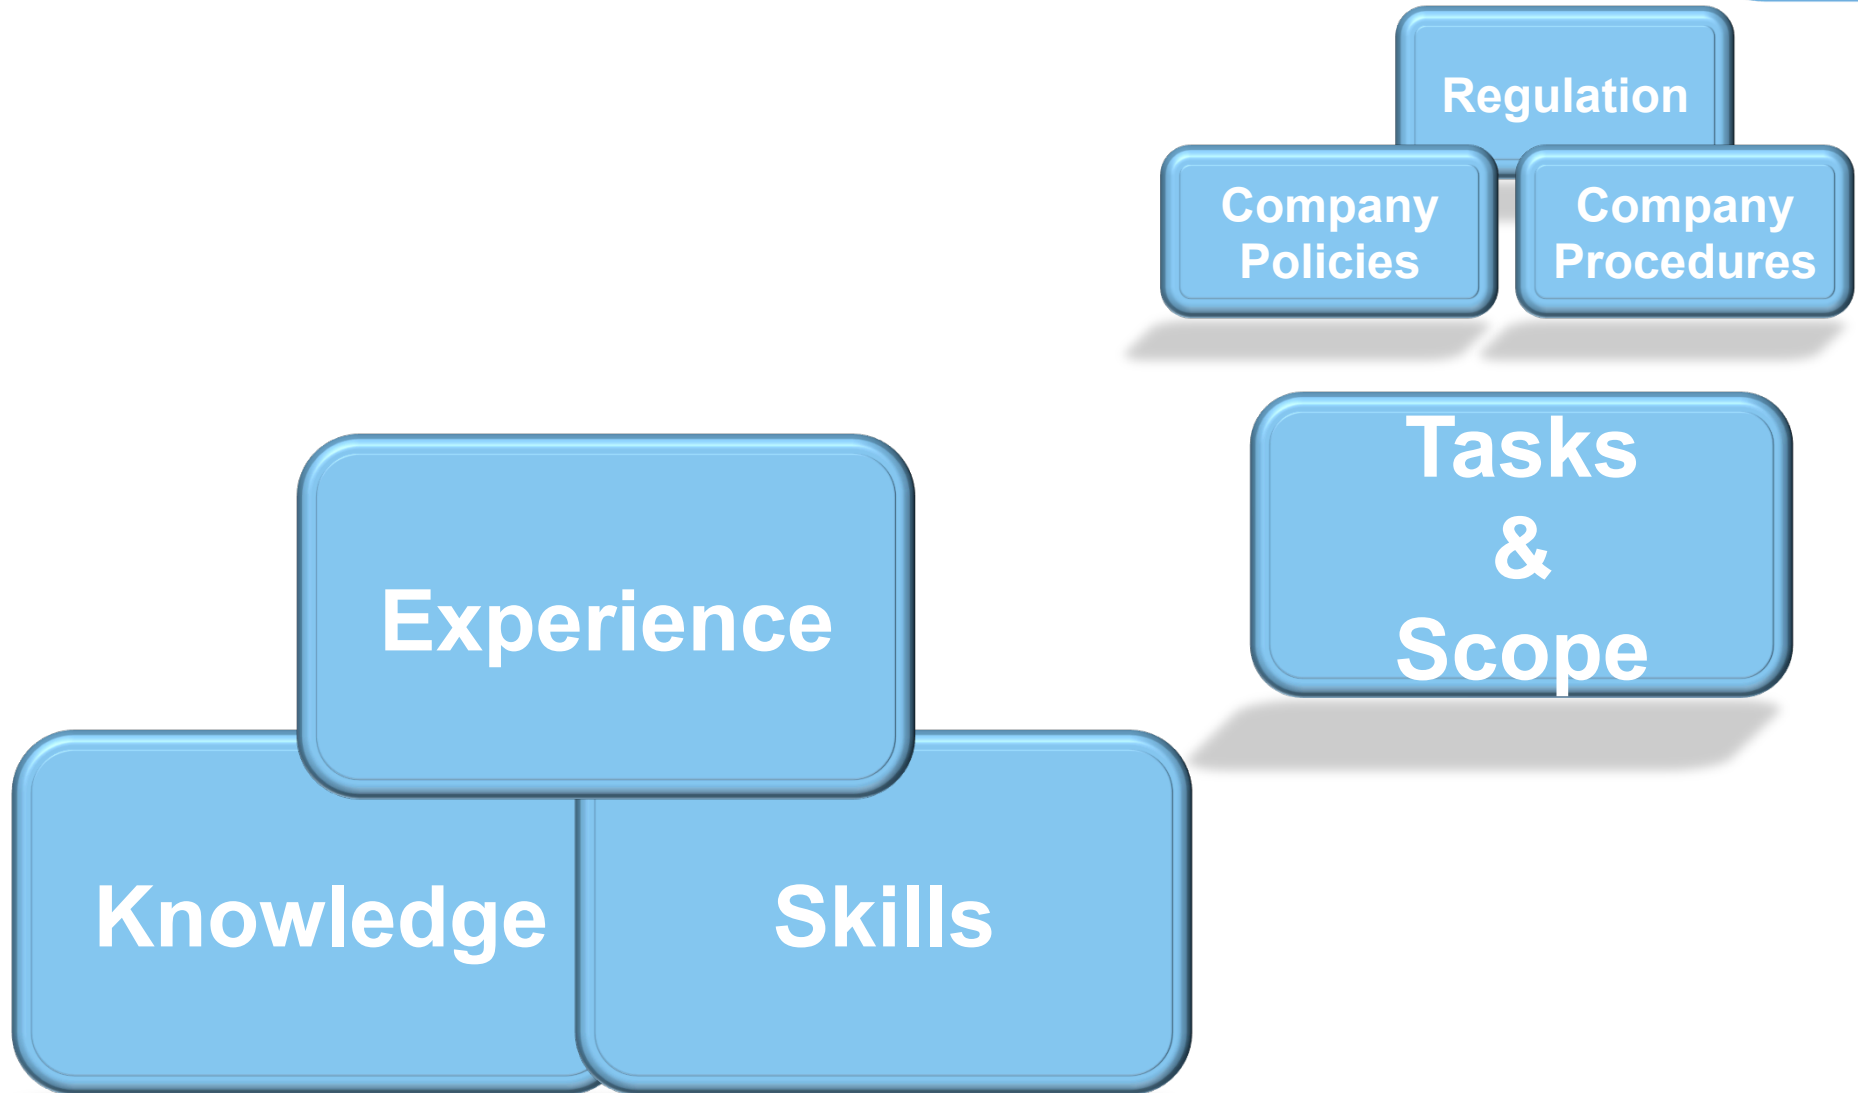 Regulation
Company
Policies
Company
Procedures
Tasks
&
Scope
Experience
Knowledge
Skills